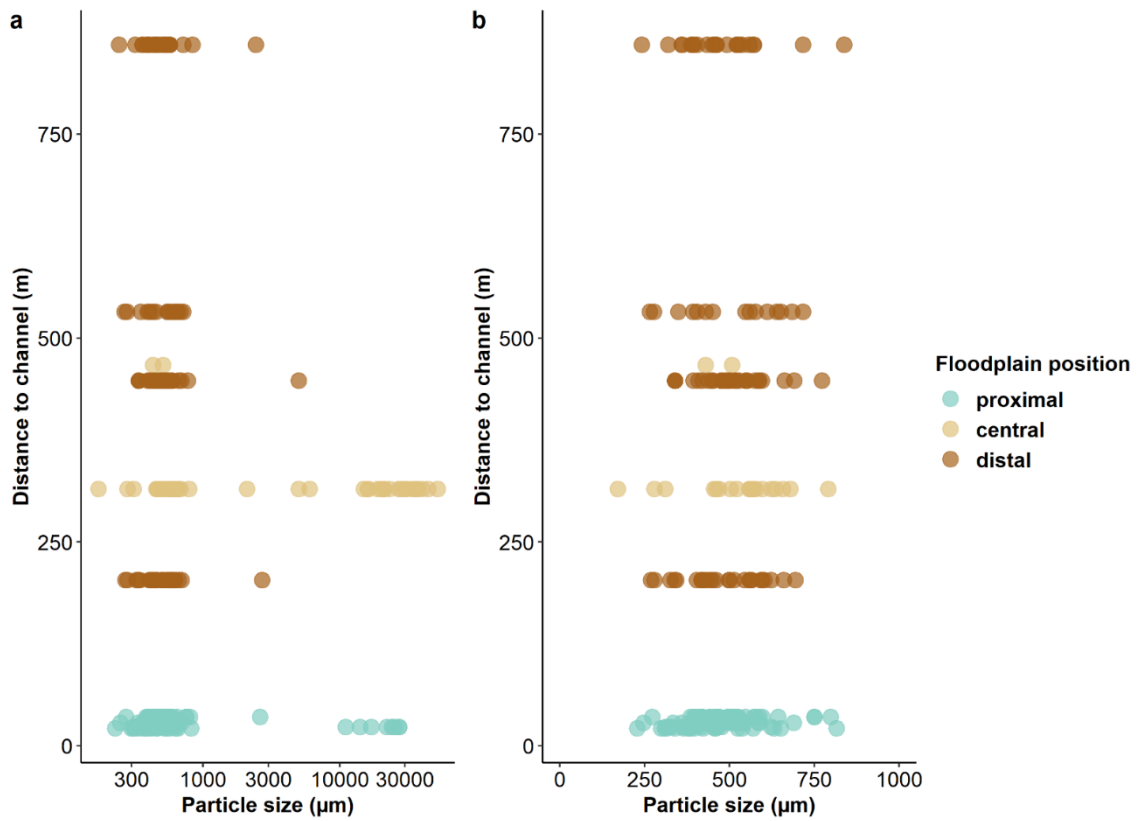 a
b
750
500
250
0
Distance to channel (m)
300 1000 3000 10000 30000
Particle size (μm)
750
500
250
0
Distance to channel (m)
0 250 500 750 1000
Particle size (μm)
Floodplain position
proximal
central
distal